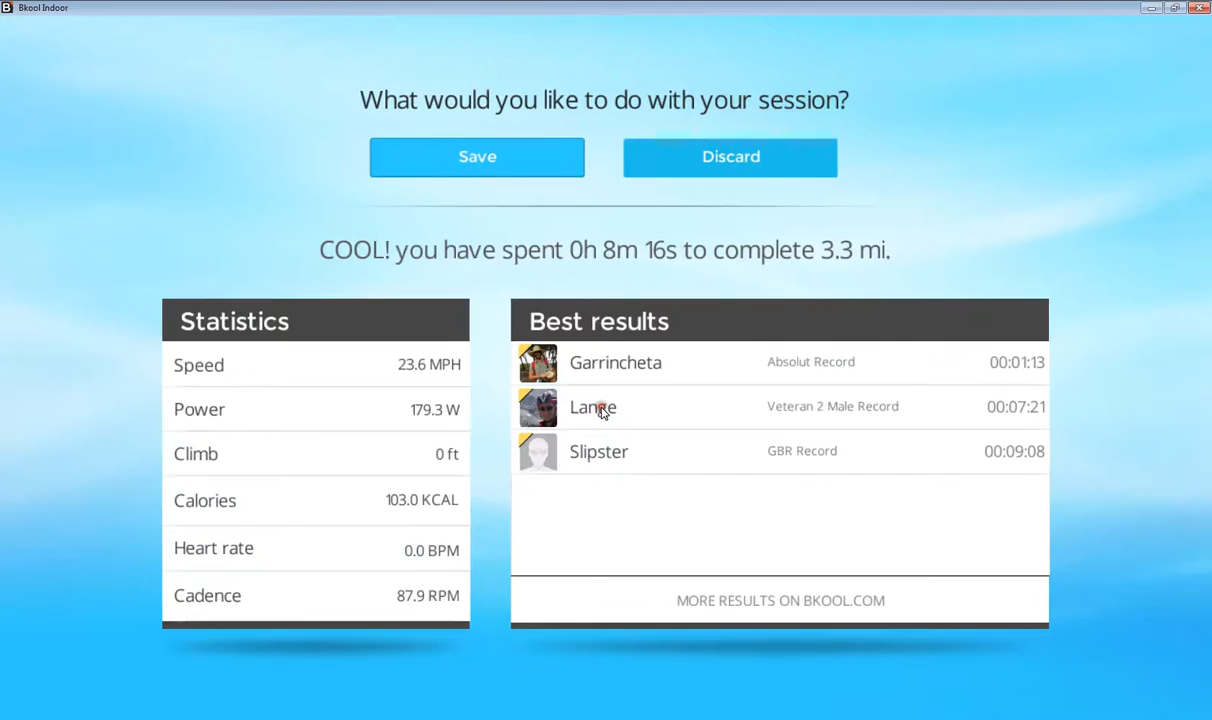 Bkool Indoor
What would you like to do with your session?
Save
Discard
COOL! you have spent 0h 8m 16s to complete 3.3 mi.
Statistics
Speed 23.6 MPH
Power 179.3 W
Climb 0 ft
Calories 103.0 KCAL
Heart rate 0.0 BPM
Cadence 87.9 RPM
Best results
Garrincheta Absolut Record 00:01:13
Veteran 2 Male Record 00:07:21
Slipster GBR Record 00:09:08
MORE RESULTS ON BKOOL.COM